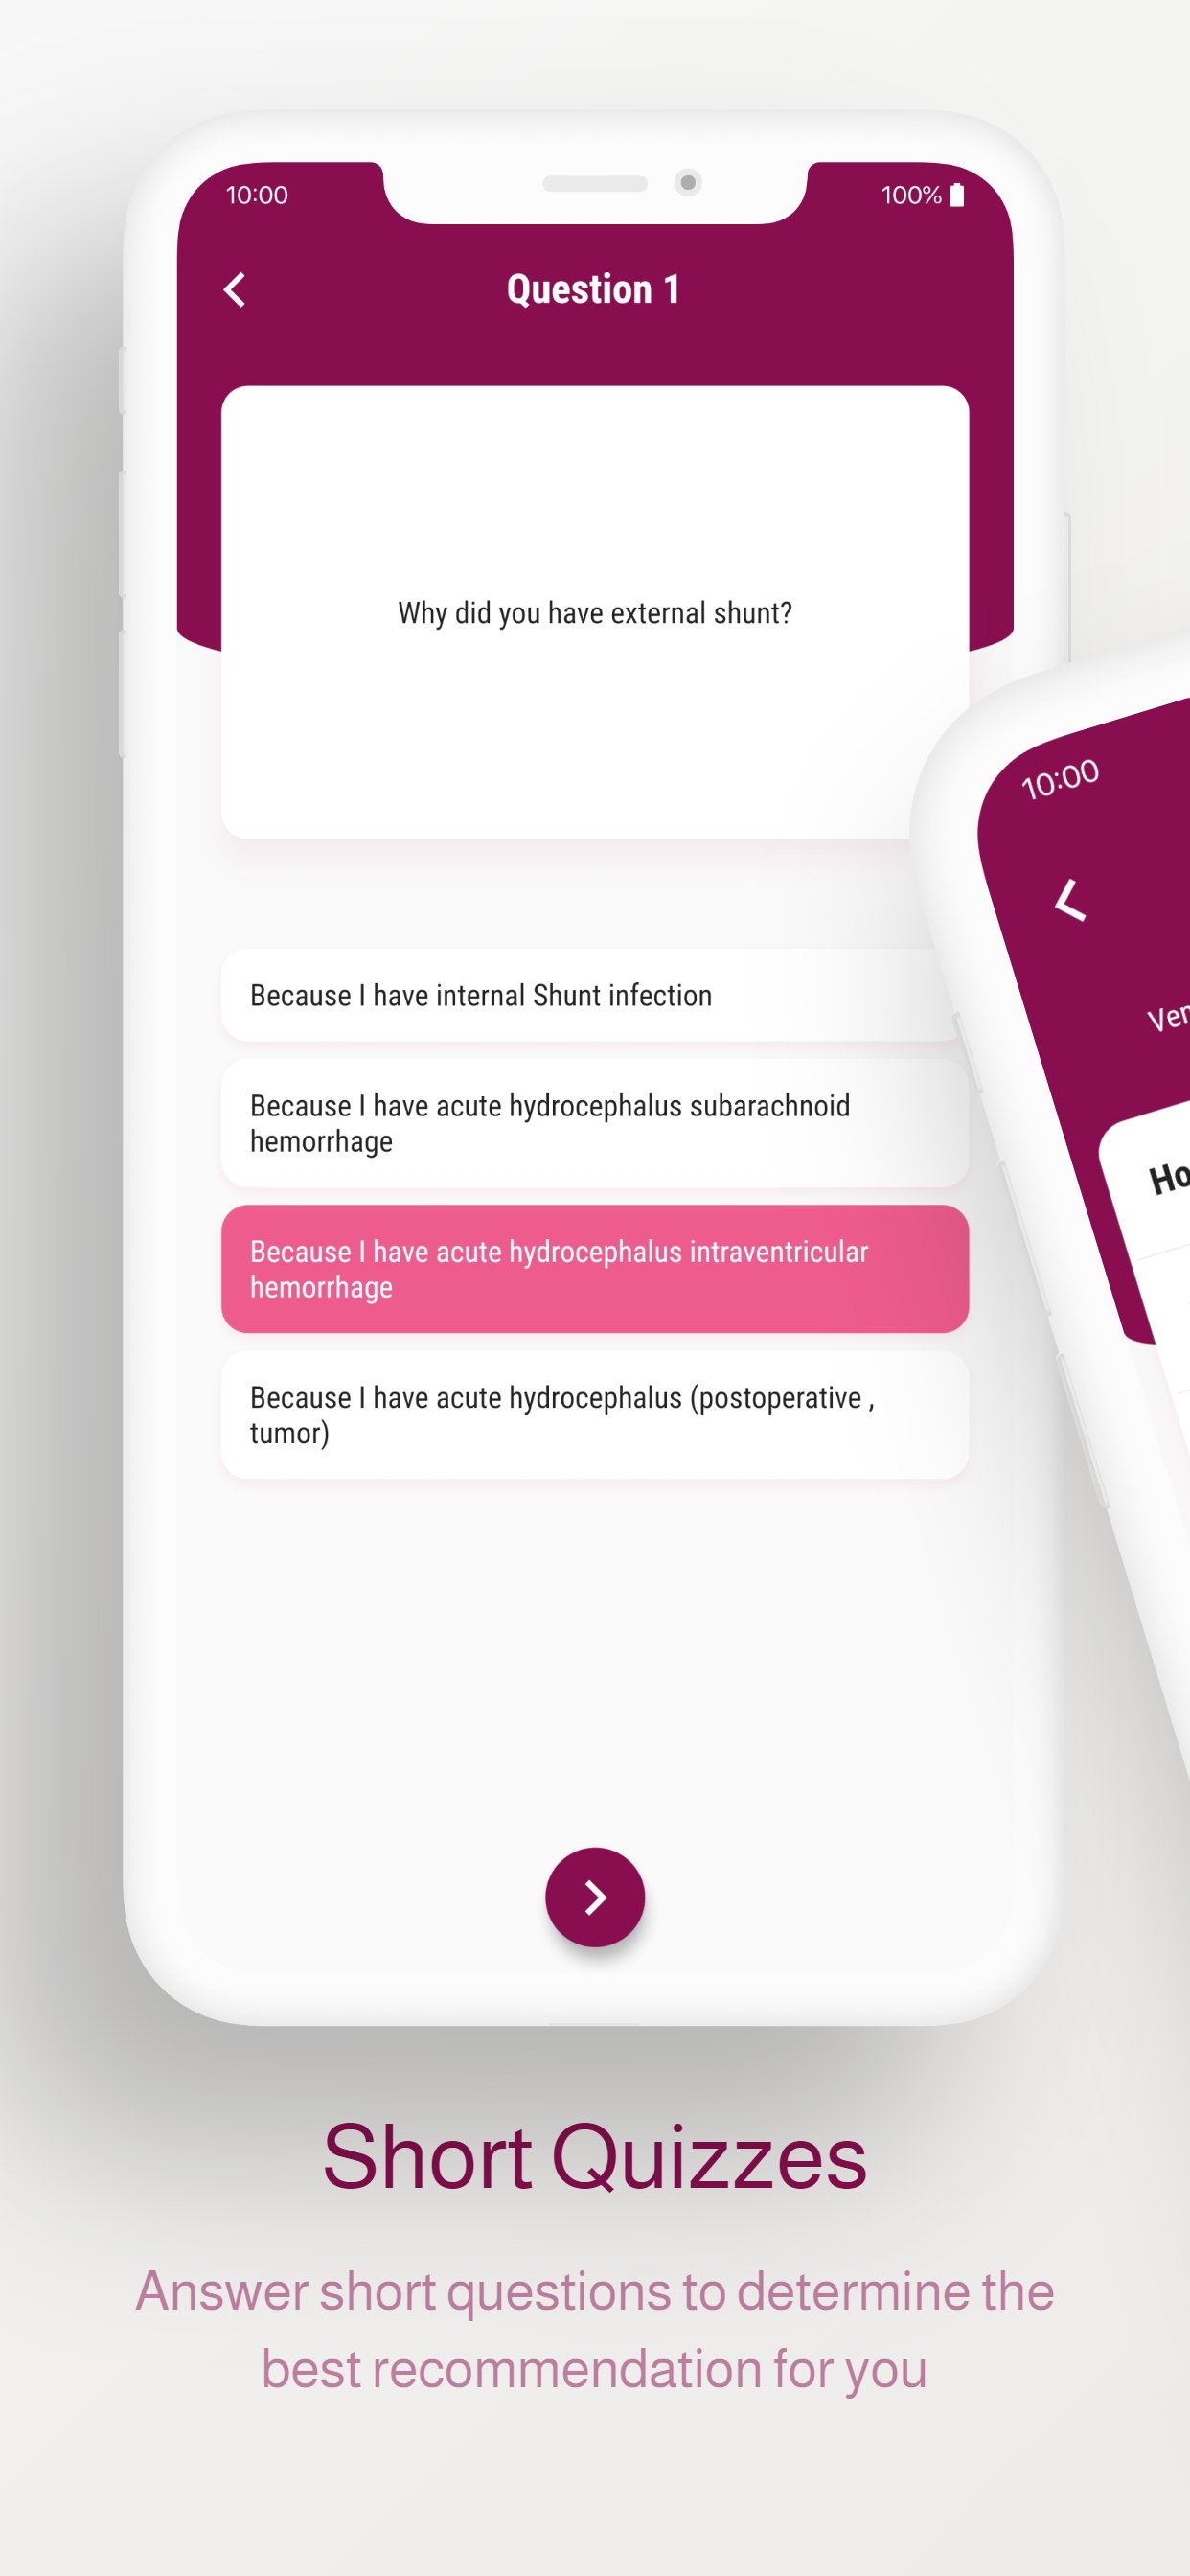 10:00
100%
Question 1
Why did you have external shunt?
Because I have internal Shunt infection
Because I have acute hydrocephalus subarachnoid
hemorrhage
Because I have acute hydrocephalus intraventricular
hemorrhage
Because I have acute hydrocephalus (postoperative ,
tumor)
10:00
Short Quizzes
Answer short questions to determine the
best recommendation for you